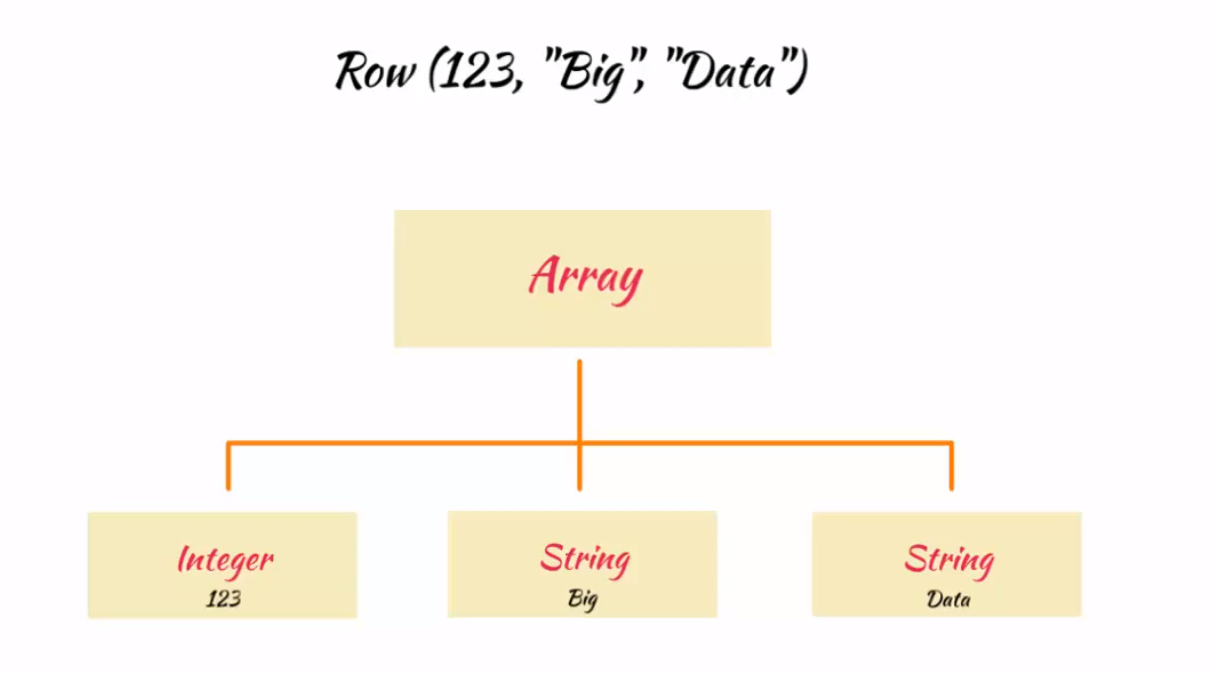 Row (123, "Big", "Data")
Array
Integer
123
String
Big
String
Data